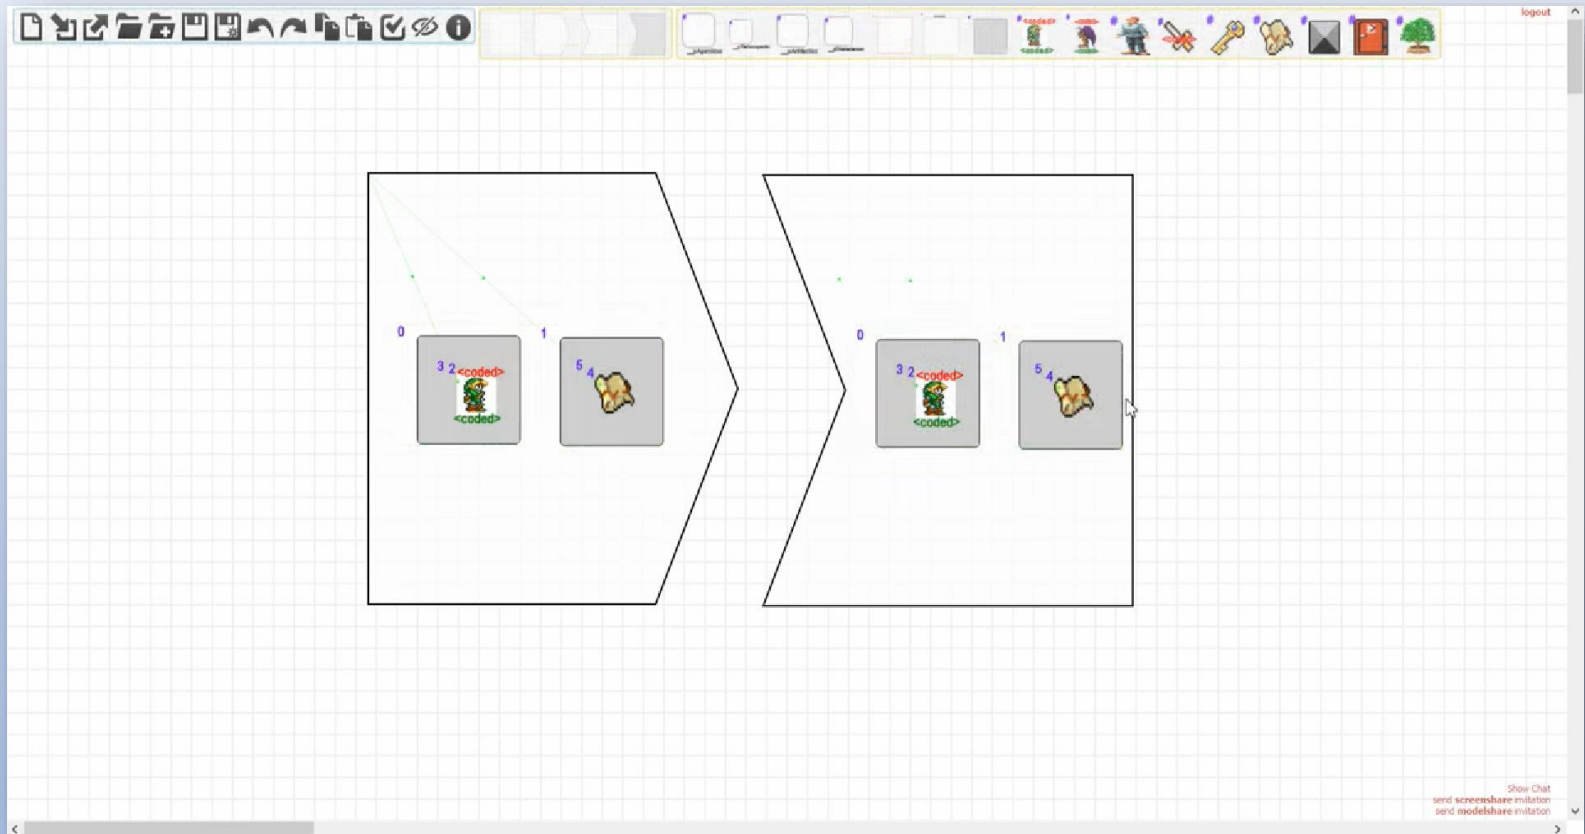 logout
0
1
3 2 <coded>
<coded>
5
4
0
1
3 2 <coded>
<coded>
5
4
Show Chat
send screenshare invitation
send modelshare invitation